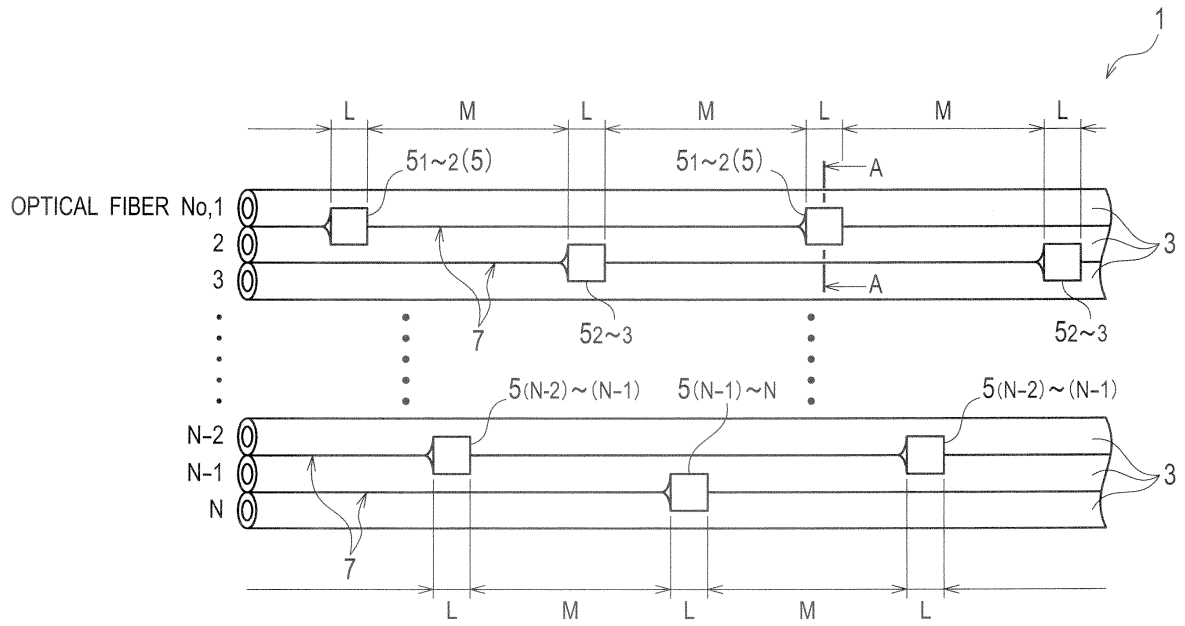 1
L M L M L M L
51~2(5) 51~2(5) A
OPTICAL FIBER No,1
2
3
3
A
7 52~3 52~3
5(N-2)~(N-1) 5(N-1)~N 5(N-2)~(N-1)
N-2
N-1
N
3
7
L M L M L